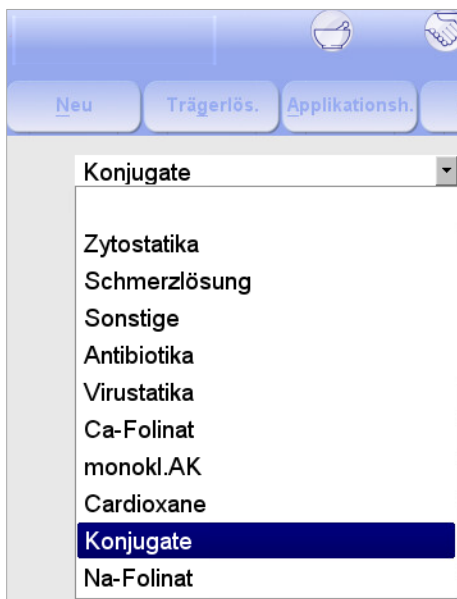 Neu Trägerlös. Applikationsh.
Konjugate
Zytostatika
Schmerzlösung
Sonstige
Antibiotika
Virustatika
Ca-Folinat
monokl.AK
Cardioxane
Konjugate
Na-Folinat